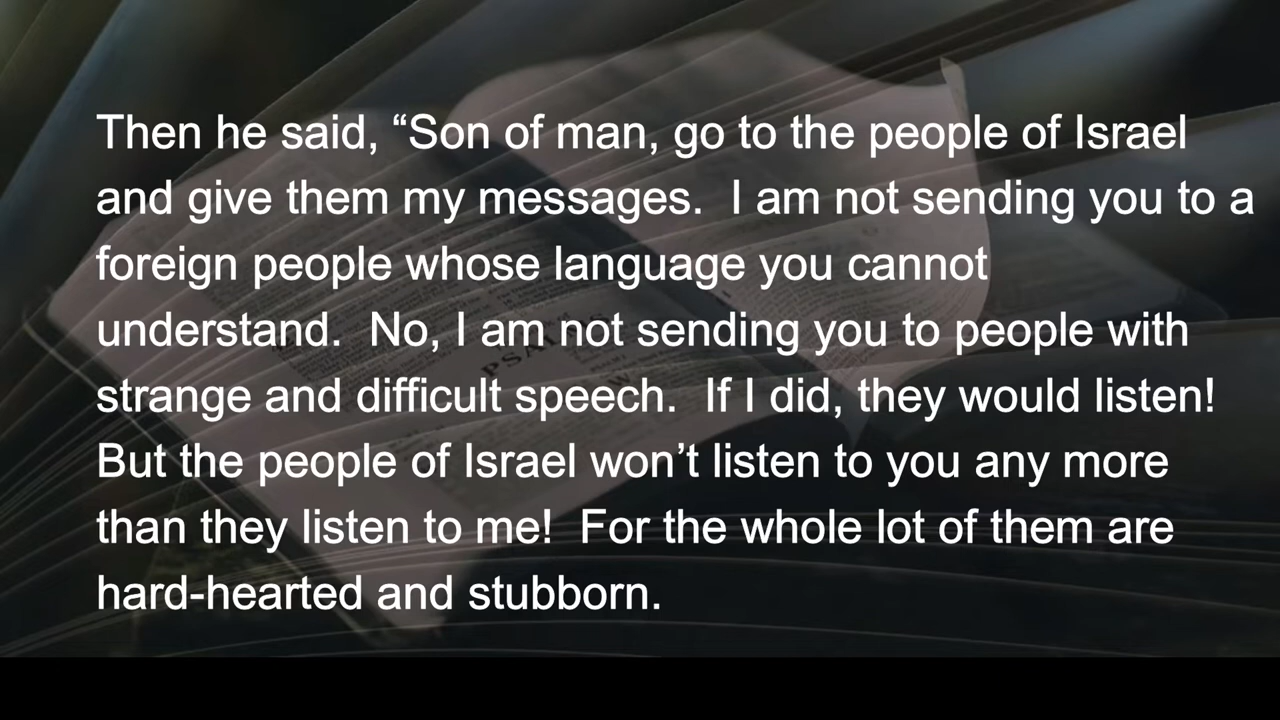 Then he said, “Son of man, go to the people of Israel
and give them my messages.  I am not sending you to a
foreign people whose language you cannot
understand.  No, I am not sending you to people with
strange and difficult speech.  If I did, they would listen!
But the people of Israel won’t listen to you any more
than they listen to me!  For the whole lot of them are
hard-hearted and stubborn.
PSALMS